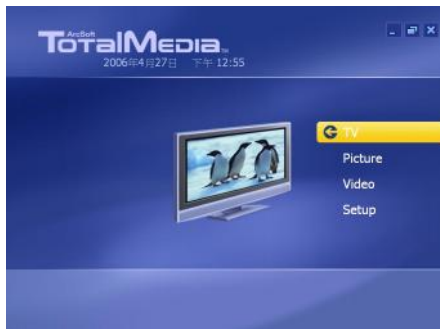 ArcSoft
TOTALMEDIA™
2006年4月27日 下午 12:55
TV
Picture
Video
Setup